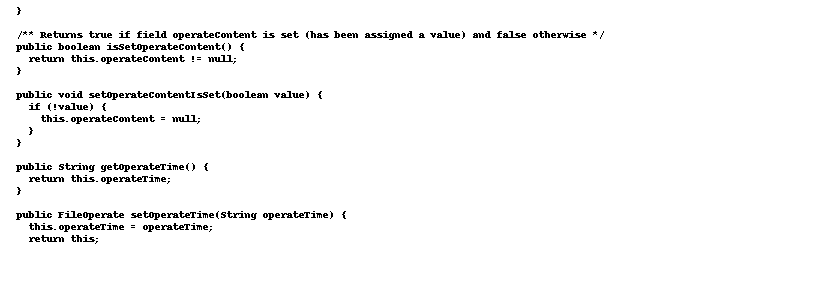 }

/** Returns true if field operateContent is set (has been assigned a value) and false otherwise */
public boolean isSetOperateContent() {
  return this.operateContent != null;
}

public void setOperateContentIsSet(boolean value) {
  if (!value) {
    this.operateContent = null;
  }
}

public String getOperateTime() {
  return this.operateTime;
}

public FileOperate setOperateTime(String operateTime) {
  this.operateTime = operateTime;
  return this;